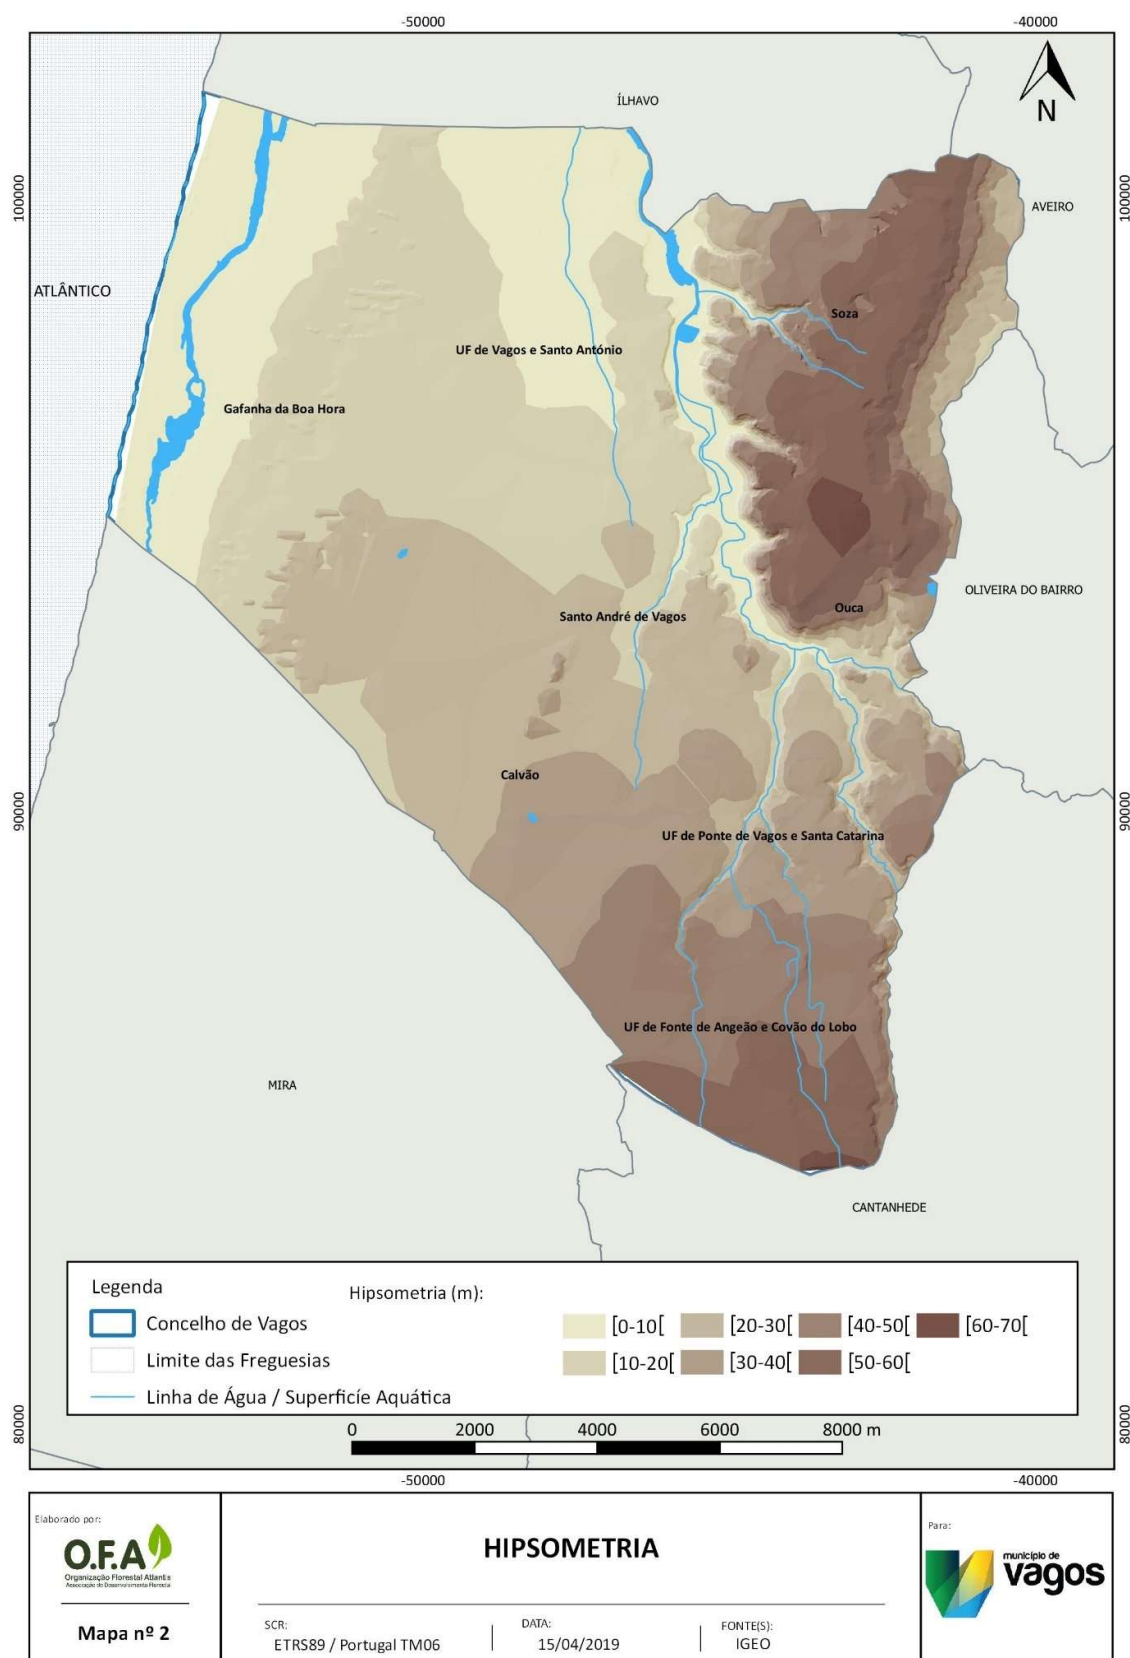 -50000
-40000
ÍLHAVO
N
100000
100000
AVEIRO
ATLÂNTICO
Soza
UF de Vagos e Santo António
Gafanha da Boa Hora
OLIVEIRA DO BAIRRO
Ouca
Santo André de Vagos
Calvão
90000
90000
UF de Ponte de Vagos e Santa Catarina
UF de Fonte de Angeão e Covão do Lobo
MIRA
CANTANHEDE
Legenda
Hipsometria (m):
Concelho de Vagos
[0-10[ [20-30[ [40-50[ [60-70[
Limite das Freguesias
[10-20[ [30-40[ [50-60[
Linha de Água / Superfície Aquática
80000
80000
0 2000 4000 6000 8000 m
-50000
-40000
Elaborado por:
O.F.A
Organização Florestal Atlantis
Associação de Desenvolvimento Florestal
Mapa nº 2
HIPSOMETRIA
SCR:
ETRS89 / Portugal TM06
DATA:
15/04/2019
FONTE(S):
IGEO
Para:
município de
vagos